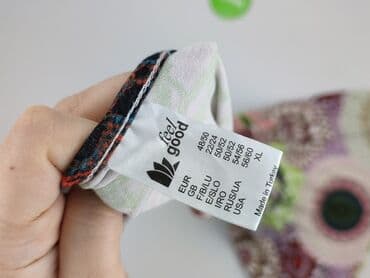 feel
good
EUR 48/50
GB 22/24
F/B/LU 50/52
E/SLO 50/52
I/RO 54/56
RUS/UA 56/60
USA XL
Made in Turkey